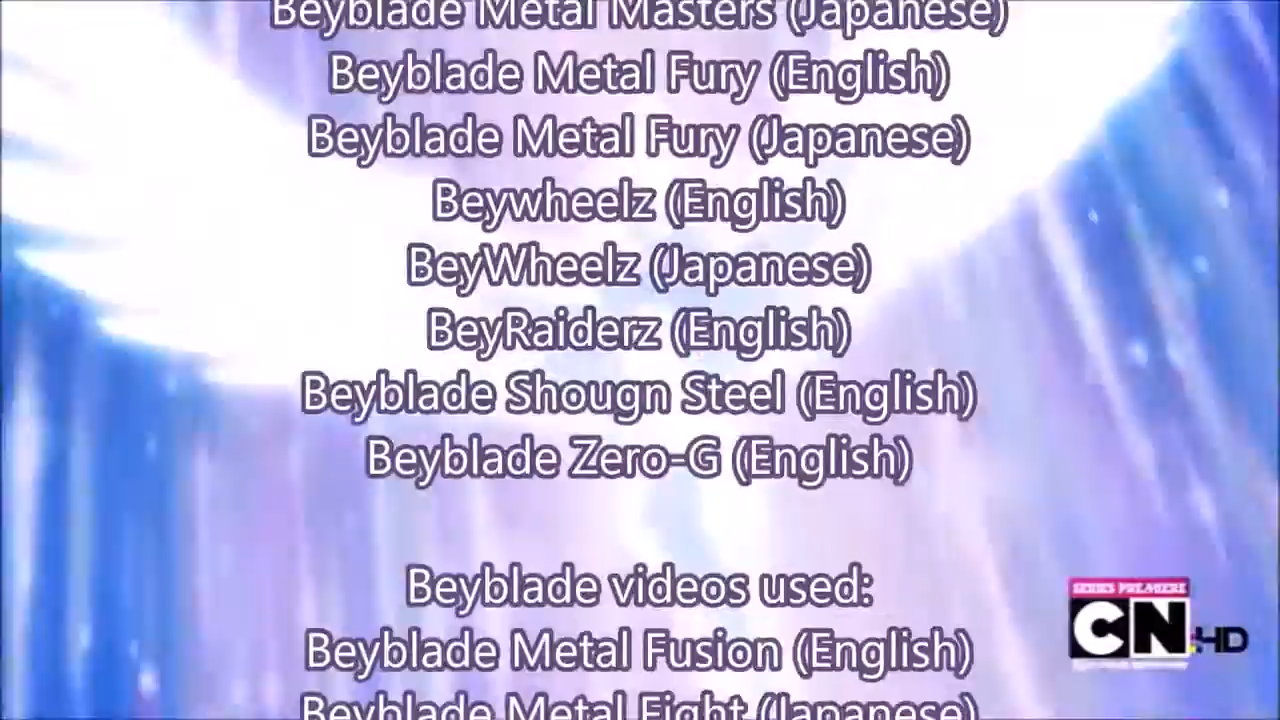 Beyblade Metal Masters (Japanese)
Beyblade Metal Fury (English)
Beyblade Metal Fury (Japanese)
Beywheelz (English)
BeyWheelz (Japanese)
BeyRaiderz (English)
Beyblade Shougn Steel (English)
Beyblade Zero-G (English)
Beyblade videos used:
Beyblade Metal Fusion (English)
Beyblade Metal Fight (Japanese)
SERIES PREMIERE
CN:HD